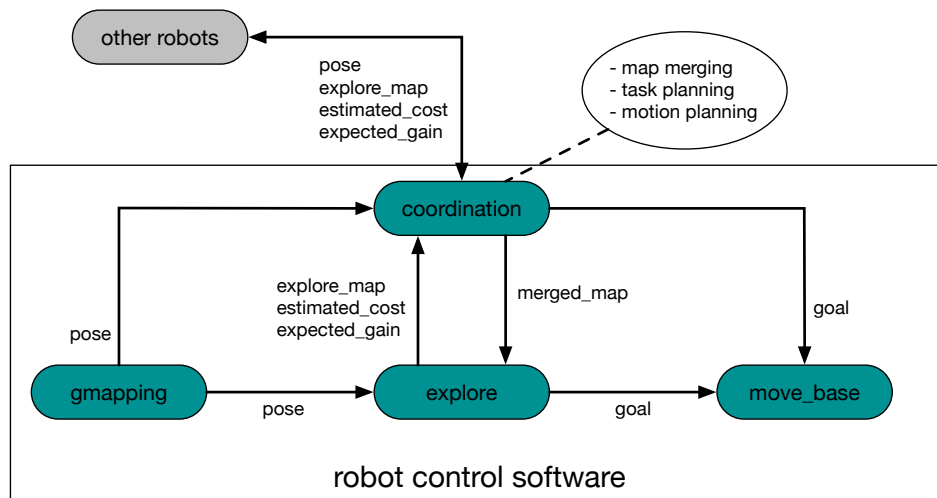 other robots
pose
explore_map
estimated_cost
expected_gain
- map merging
- task planning
- motion planning
coordination
explore_map
estimated_cost
expected_gain
merged_map
pose
goal
gmapping
pose
explore
goal
move_base
robot control software